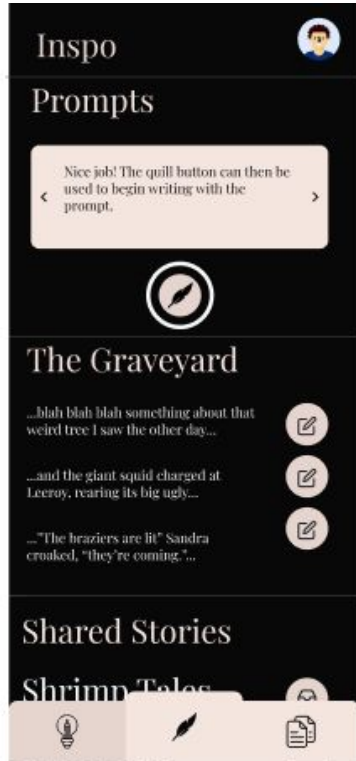 Inspo
Prompts
Nice job! The quill button can then be
used to begin writing with the
prompt.
The Graveyard
...blah blah blah something about that
weird tree I saw the other day...
...and the giant squid charged at
Leeroy, rearing its big ugly...
..."The braziers are lit" Sandra
croaked, "they're coming."...
Shared Stories
Shrimp Tales